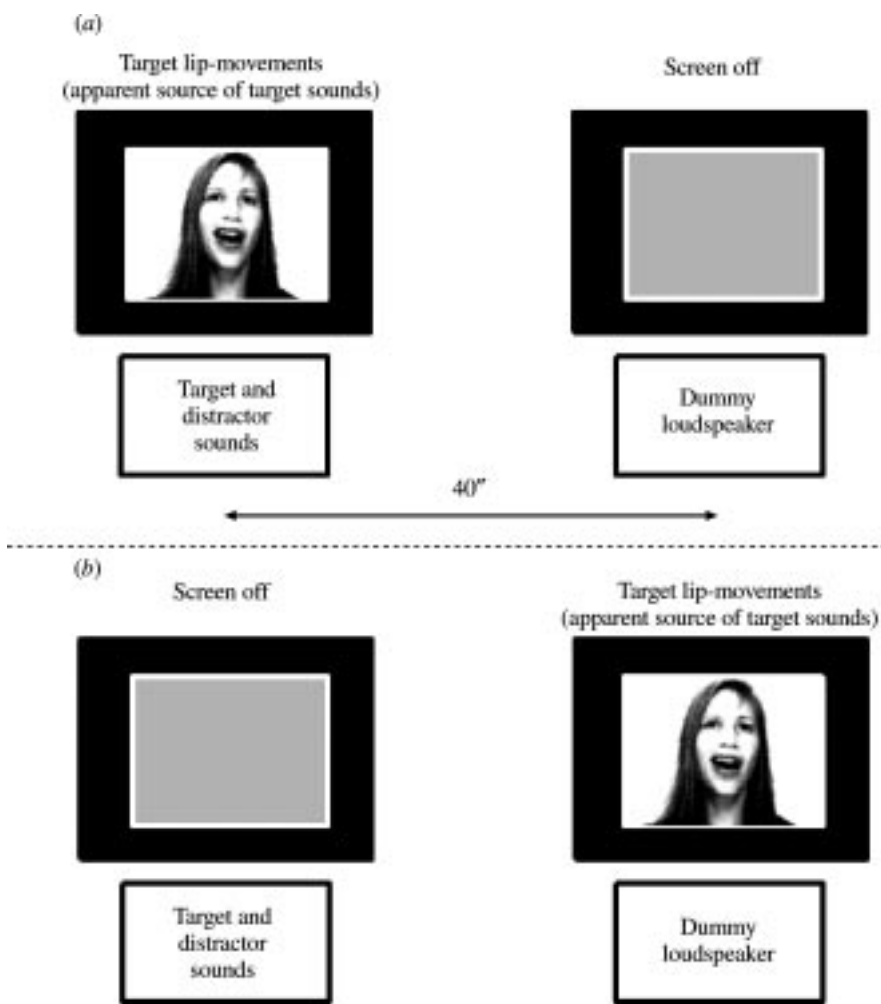 (a)
Target lip-movements
(apparent source of target sounds)
Screen off
Target and
distractor
sounds
Dummy
loudspeaker
40″
(b)
Screen off
Target lip-movements
(apparent source of target sounds)
Target and
distractor
sounds
Dummy
loudspeaker